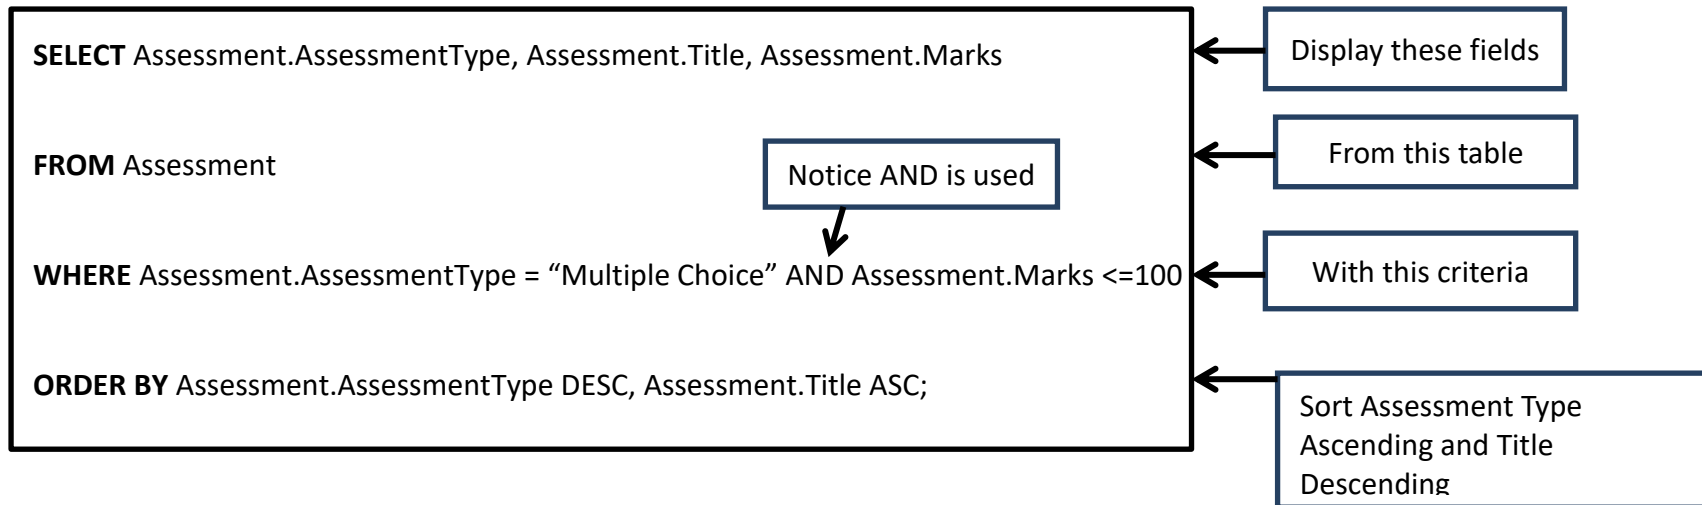 SELECT Assessment.AssessmentType, Assessment.Title, Assessment.Marks
Display these fields
FROM Assessment
From this table
Notice AND is used
WHERE Assessment.AssessmentType = “Multiple Choice” AND Assessment.Marks <=100
With this criteria
ORDER BY Assessment.AssessmentType DESC, Assessment.Title ASC;
Sort Assessment Type
Ascending and Title
Descending